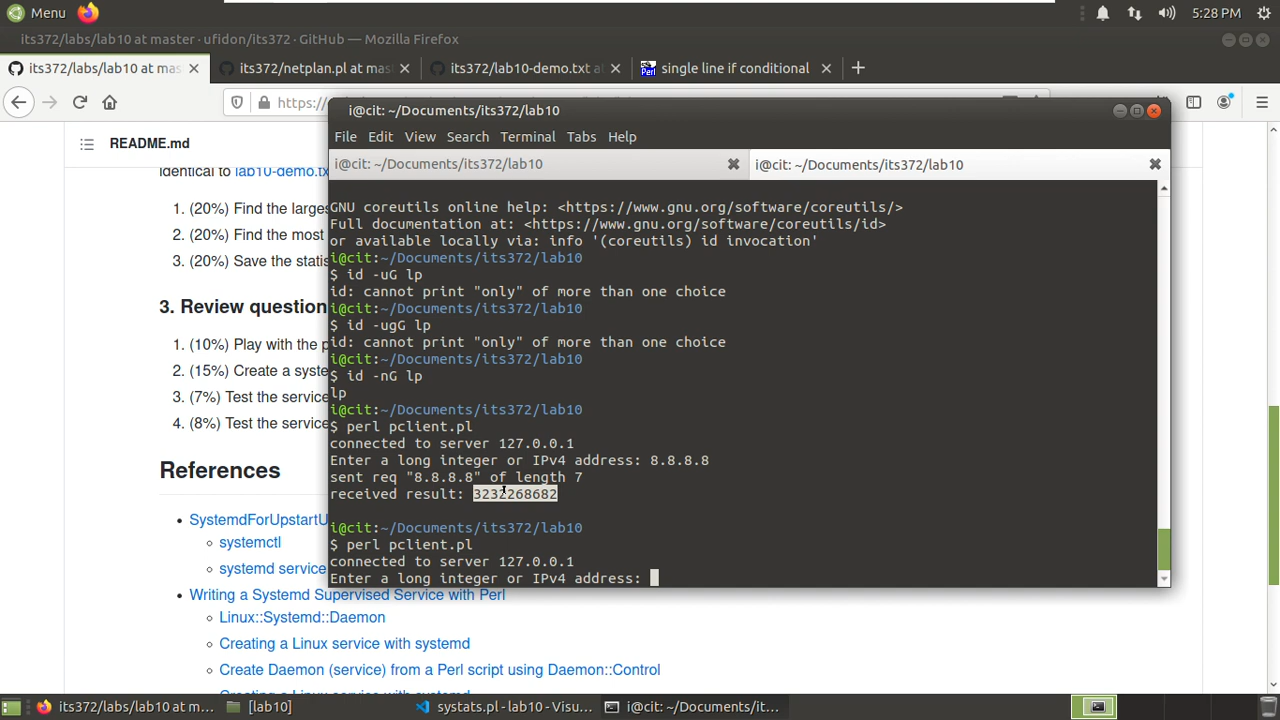 Menu
5:28 PM
its372/labs/lab10 at master · ufidon/its372 · GitHub — Mozilla Firefox
its372/labs/lab10 at mas
its372/netplan.pl at mast
its372/lab10-demo.txt at
single line if conditional
https://
README.md
identical to lab10-demo.tx
1. (20%) Find the larges
2. (20%) Find the most
3. (20%) Save the statis
3. Review question
1. (10%) Play with the p
2. (15%) Create a syste
3. (7%) Test the service
4. (8%) Test the service
References
• SystemdForUpstartU
systemctl
systemd service
• Writing a Systemd Supervised Service with Perl
Linux::Systemd::Daemon
Creating a Linux service with systemd
Create Daemon (service) from a Perl script using Daemon::Control
Creating a Linux service with systemd
i@cit: ~/Documents/its372/lab10
File Edit View Search Terminal Tabs Help
i@cit: ~/Documents/its372/lab10
i@cit: ~/Documents/its372/lab10
GNU coreutils online help: <https://www.gnu.org/software/coreutils/>
Full documentation at: <https://www.gnu.org/software/coreutils/id>
or available locally via: info '(coreutils) id invocation'
i@cit:~/Documents/its372/lab10
$ id -uG lp
id: cannot print "only" of more than one choice
i@cit:~/Documents/its372/lab10
$ id -ugG lp
id: cannot print "only" of more than one choice
i@cit:~/Documents/its372/lab10
$ id -nG lp
lp
i@cit:~/Documents/its372/lab10
$ perl pclient.pl
connected to server 127.0.0.1
Enter a long integer or IPv4 address: 8.8.8.8
sent req "8.8.8.8" of length 7
received result: 3232268682
i@cit:~/Documents/its372/lab10
$ perl pclient.pl
connected to server 127.0.0.1
Enter a long integer or IPv4 address:
its372/labs/lab10 at m...
[lab10]
systats.pl - lab10 - Visu...
i@cit: ~/Documents/it...